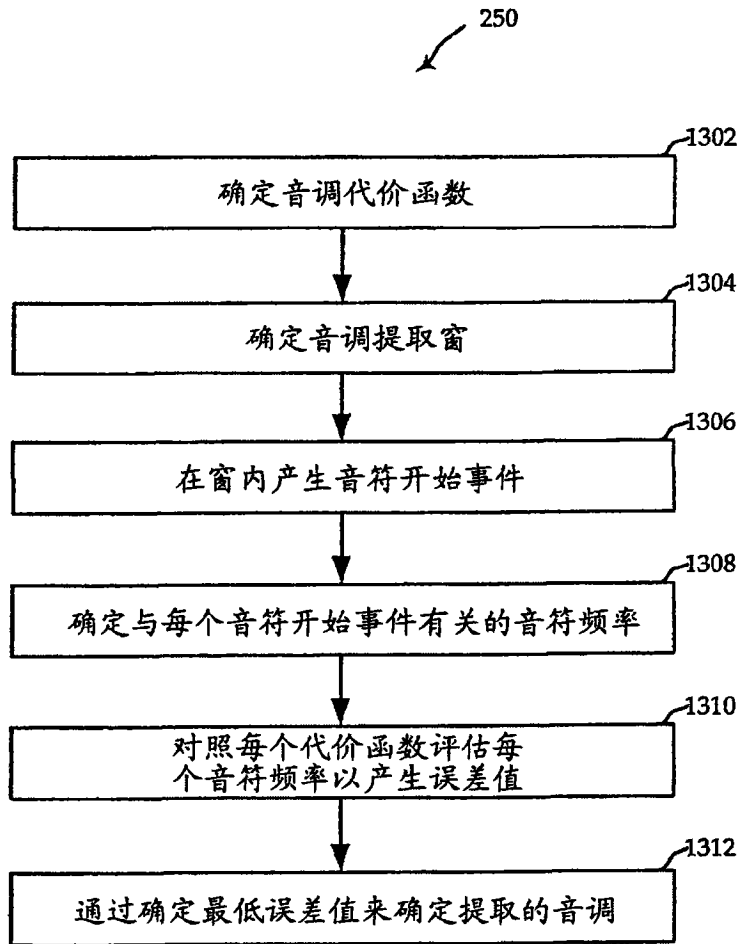 250
1302
确定音调代价函数
1304
确定音调提取窗
1306
在窗内产生音符开始事件
1308
确定与每个音符开始事件有关的音符频率
1310
对照每个代价函数评估每
个音符频率以产生误差值
1312
通过确定最低误差值来确定提取的音调